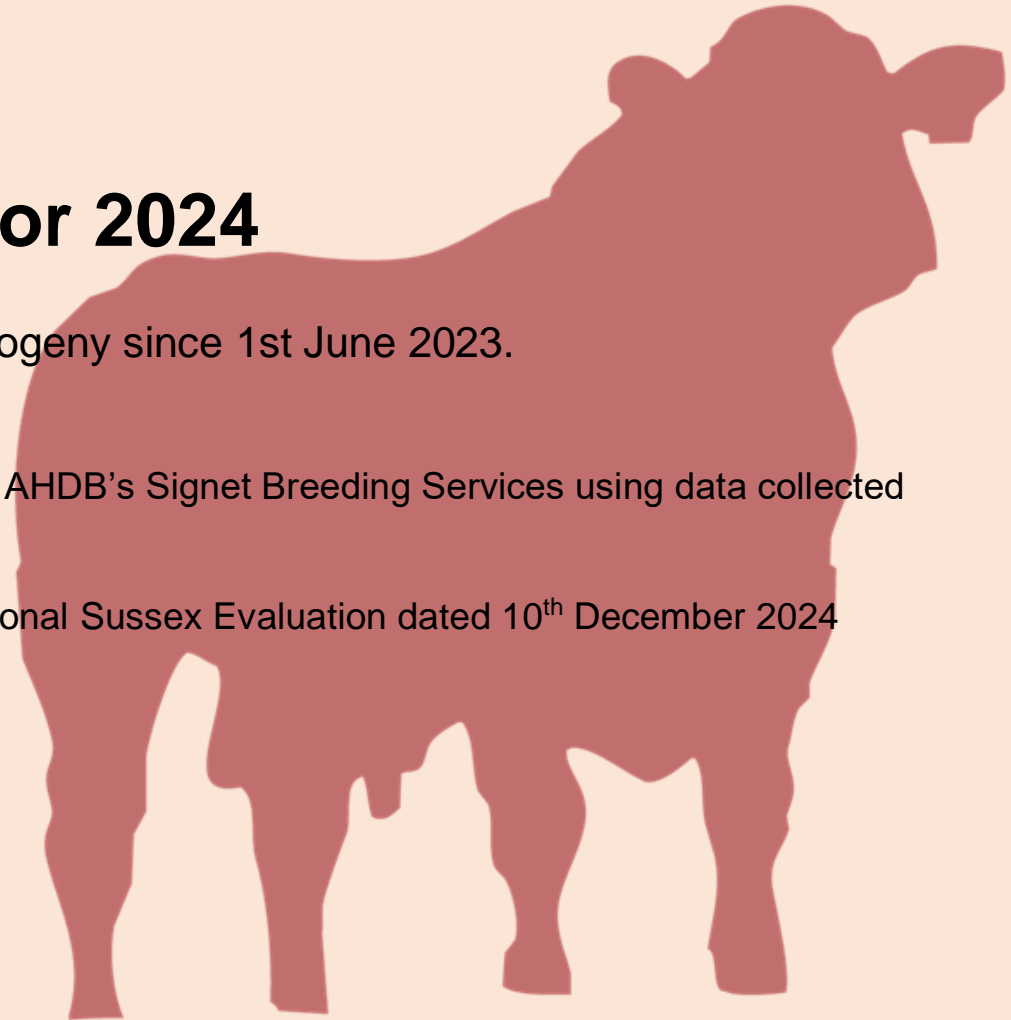 or 2024
ogeny since 1st June 2023.
AHDB’s Signet Breeding Services using data collected
onal Sussex Evaluation dated 10th December 2024